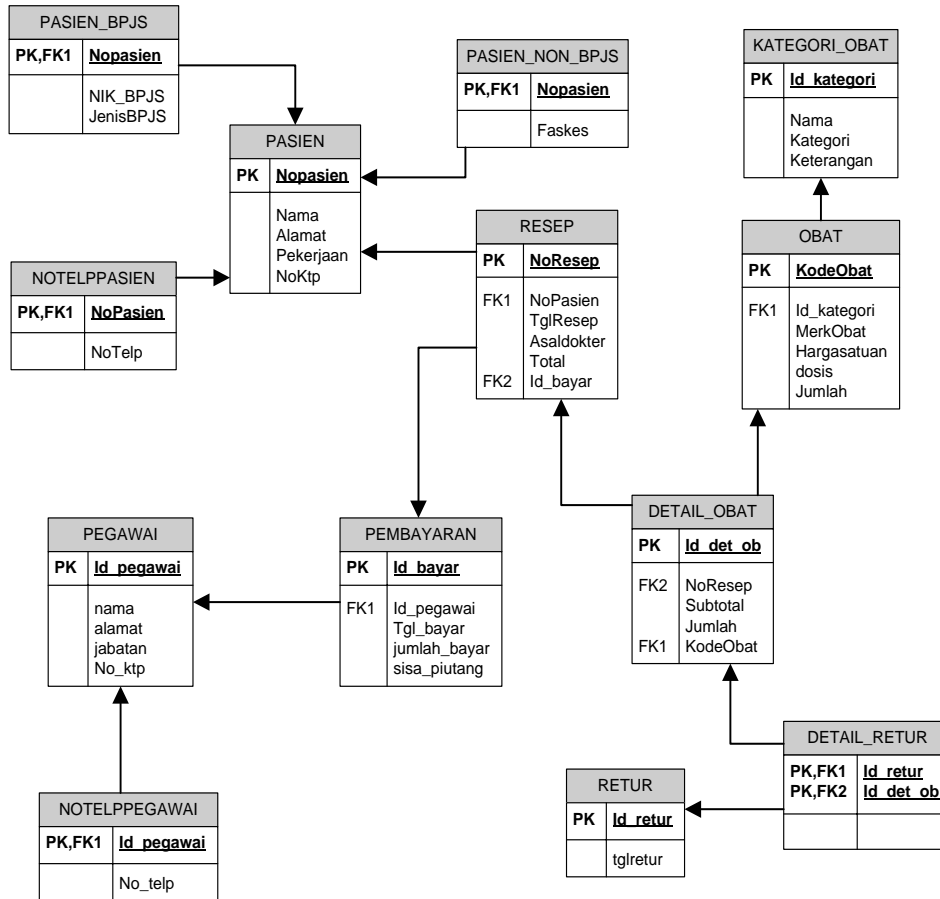 PASIEN_BPJS
PK,FK1 Nopasien
NIK_BPJS
JenisBPJS
PASIEN_NON_BPJS
PK,FK1 Nopasien
Faskes
KATEGORI_OBAT
PK Id_kategori
Nama
Kategori
Keterangan
PASIEN
PK Nopasien
Nama
Alamat
Pekerjaan
NoKtp
RESEP
PK NoResep
FK1 NoPasien
TglResep
Asaldokter
Total
FK2 Id_bayar
OBAT
PK KodeObat
FK1 Id_kategori
MerkObat
Hargasatuan
dosis
Jumlah
NOTELPPASIEN
PK,FK1 NoPasien
NoTelp
PEGAWAI
PK Id_pegawai
nama
alamat
jabatan
No_ktp
PEMBAYARAN
PK Id_bayar
FK1 Id_pegawai
Tgl_bayar
jumlah_bayar
sisa_piutang
DETAIL_OBAT
PK Id_det_ob
FK2 NoResep
Subtotal
Jumlah
FK1 KodeObat
DETAIL_RETUR
PK,FK1 Id_retur
PK,FK2 Id_det_ob
RETUR
PK Id_retur
tglretur
NOTELPPEGAWAI
PK,FK1 Id_pegawai
No_telp